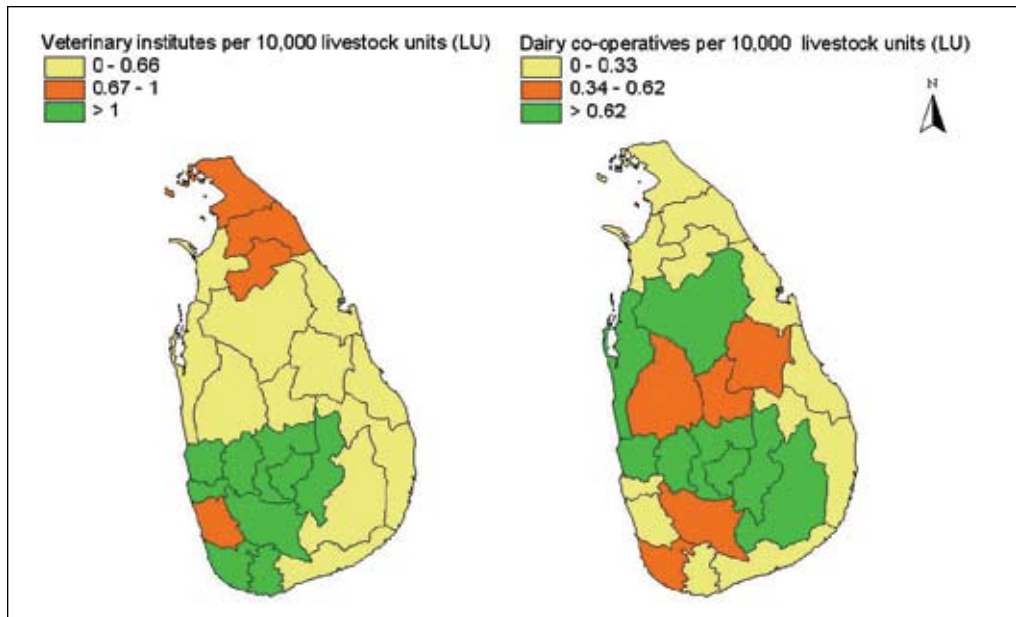 Veterinary institutes per 10,000 livestock units (LU)
0 - 0.66
0.67 - 1
> 1
Dairy co-operatives per 10,000 livestock units (LU)
0 - 0.33
0.34 - 0.62
> 0.62
N